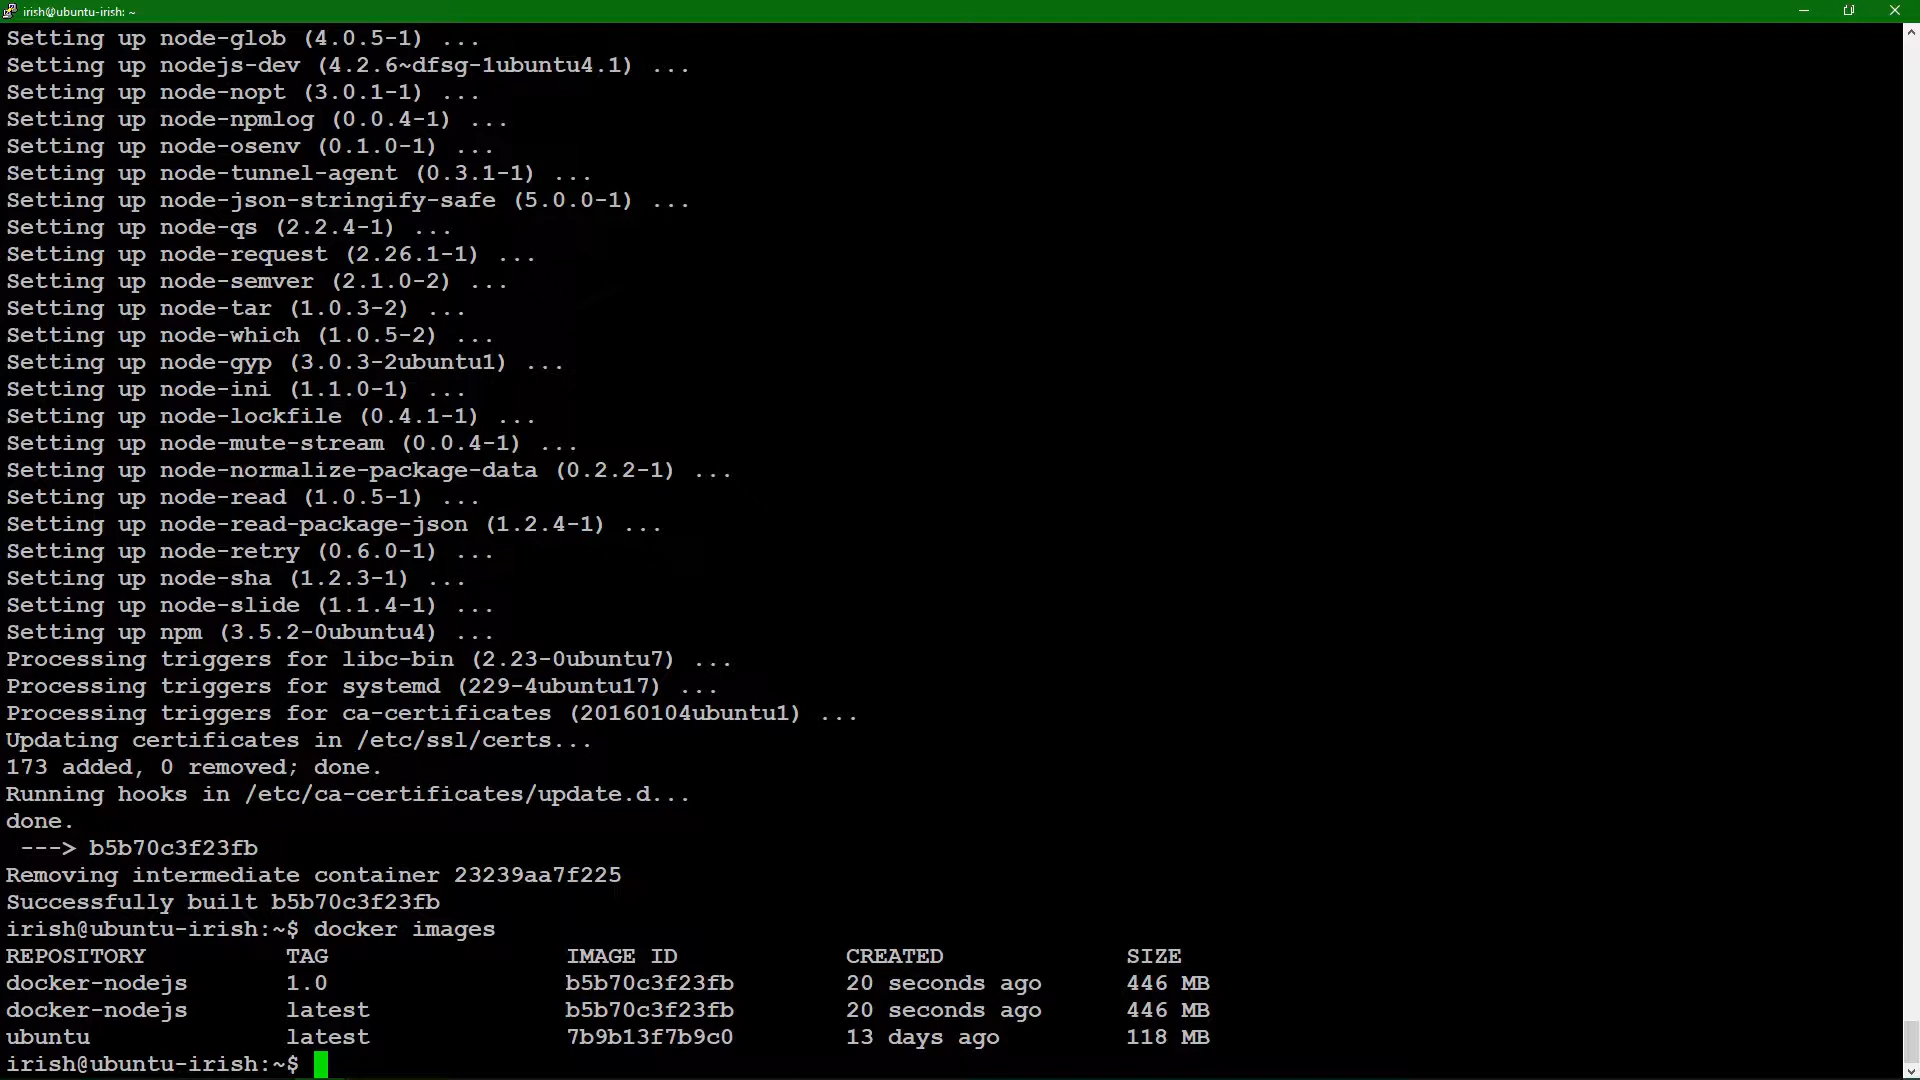 irish@ubuntu-irish: ~
Setting up node-glob (4.0.5-1) ...
Setting up nodejs-dev (4.2.6~dfsg-1ubuntu4.1) ...
Setting up node-nopt (3.0.1-1) ...
Setting up node-npmlog (0.0.4-1) ...
Setting up node-osenv (0.1.0-1) ...
Setting up node-tunnel-agent (0.3.1-1) ...
Setting up node-json-stringify-safe (5.0.0-1) ...
Setting up node-qs (2.2.4-1) ...
Setting up node-request (2.26.1-1) ...
Setting up node-semver (2.1.0-2) ...
Setting up node-tar (1.0.3-2) ...
Setting up node-which (1.0.5-2) ...
Setting up node-gyp (3.0.3-2ubuntu1) ...
Setting up node-ini (1.1.0-1) ...
Setting up node-lockfile (0.4.1-1) ...
Setting up node-mute-stream (0.0.4-1) ...
Setting up node-normalize-package-data (0.2.2-1) ...
Setting up node-read (1.0.5-1) ...
Setting up node-read-package-json (1.2.4-1) ...
Setting up node-retry (0.6.0-1) ...
Setting up node-sha (1.2.3-1) ...
Setting up node-slide (1.1.4-1) ...
Setting up npm (3.5.2-0ubuntu4) ...
Processing triggers for libc-bin (2.23-0ubuntu7) ...
Processing triggers for systemd (229-4ubuntu17) ...
Processing triggers for ca-certificates (20160104ubuntu1) ...
Updating certificates in /etc/ssl/certs...
173 added, 0 removed; done.
Running hooks in /etc/ca-certificates/update.d...
done.
 ---> b5b70c3f23fb
Removing intermediate container 23239aa7f225
Successfully built b5b70c3f23fb
irish@ubuntu-irish:~$ docker images
REPOSITORY          TAG                 IMAGE ID            CREATED             SIZE
docker-nodejs       1.0                 b5b70c3f23fb        20 seconds ago      446 MB
docker-nodejs       latest              b5b70c3f23fb        20 seconds ago      446 MB
ubuntu              latest              7b9b13f7b9c0        13 days ago         118 MB
irish@ubuntu-irish:~$